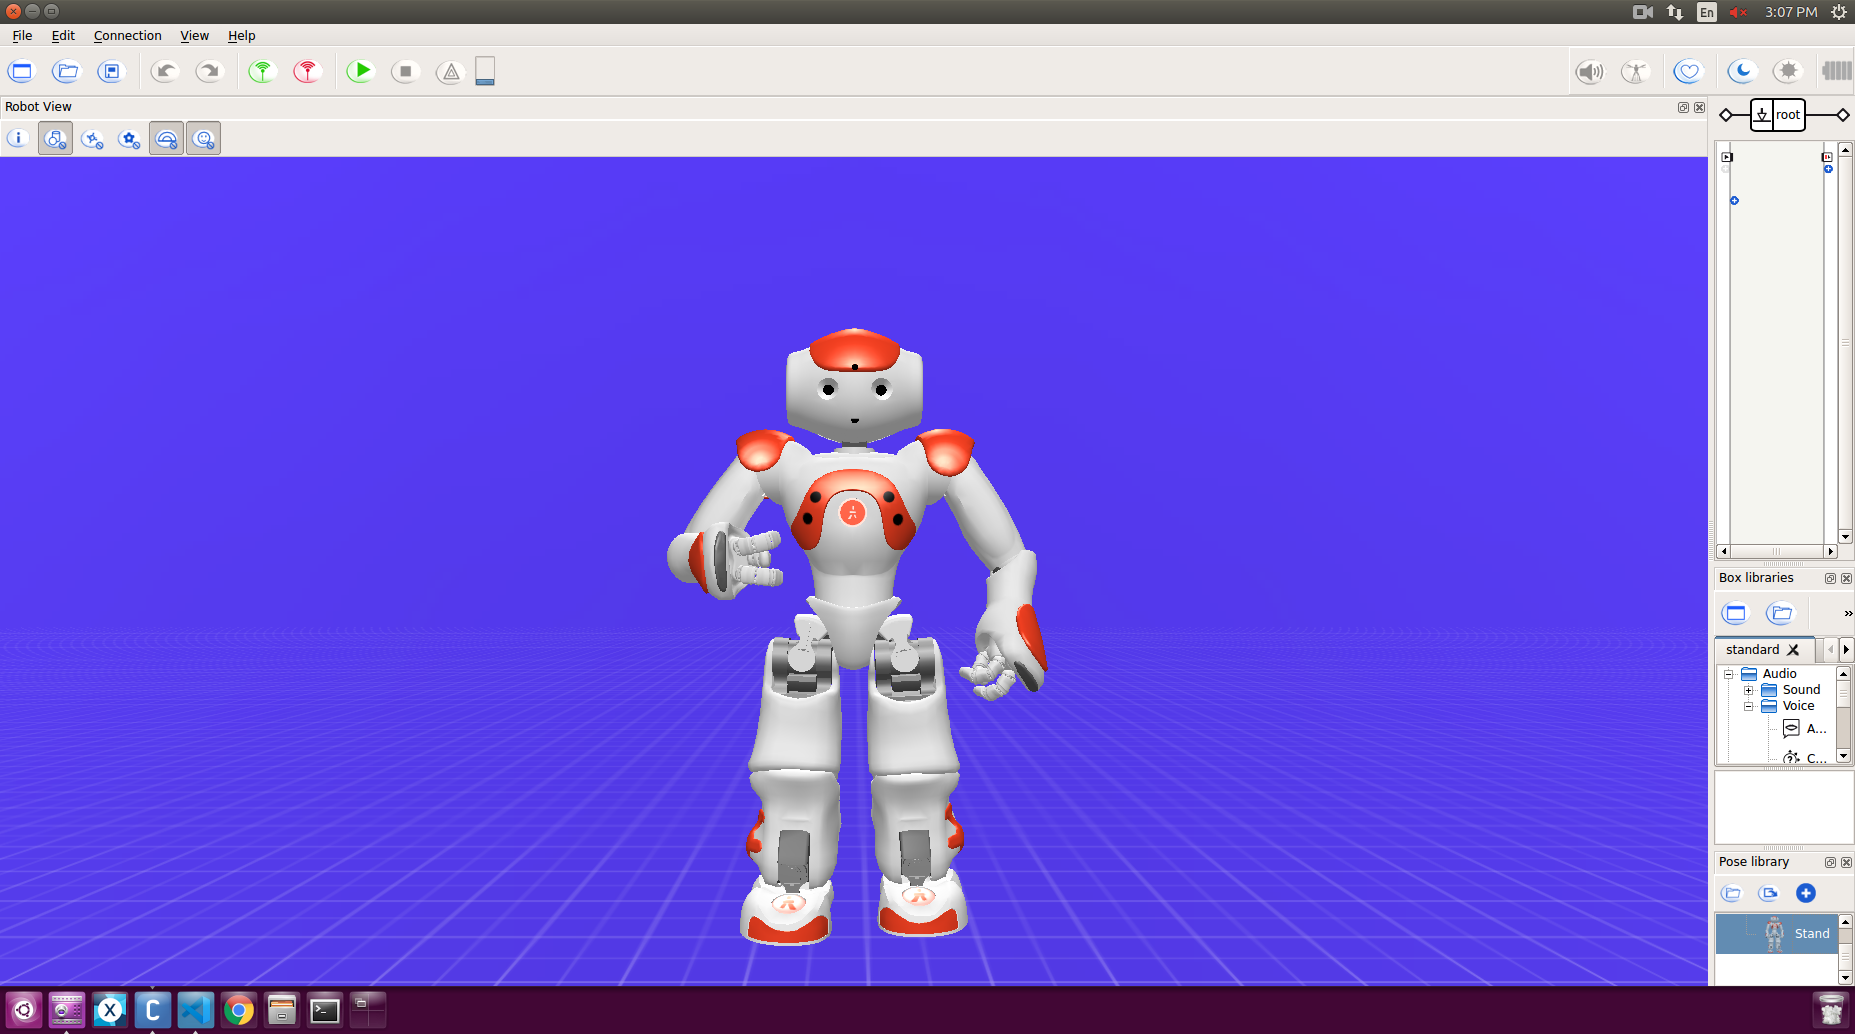 En
3:07 PM
File Edit Connection View Help
Robot View
root
Box libraries
»
standard
Audio
Sound
Voice
A...
C...
Pose library
Stand
X
C
>_